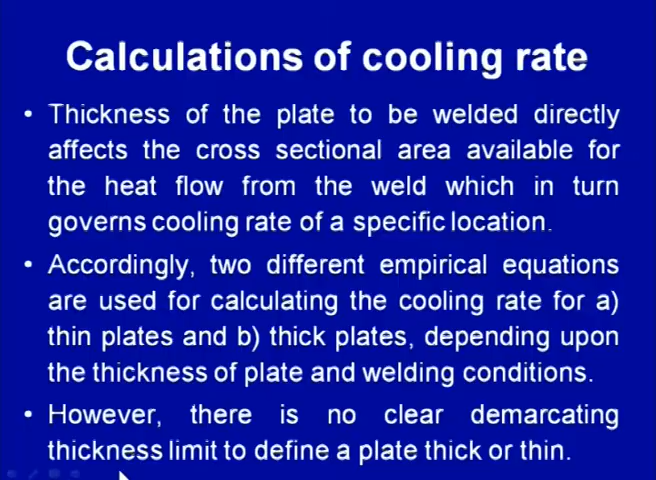 Calculations of cooling rate
• Thickness of the plate to be welded directly
affects the cross sectional area available for
the heat flow from the weld which in turn
governs cooling rate of a specific location.
• Accordingly, two different empirical equations
are used for calculating the cooling rate for a)
thin plates and b) thick plates, depending upon
the thickness of plate and welding conditions.
• However, there is no clear demarcating
thickness limit to define a plate thick or thin.